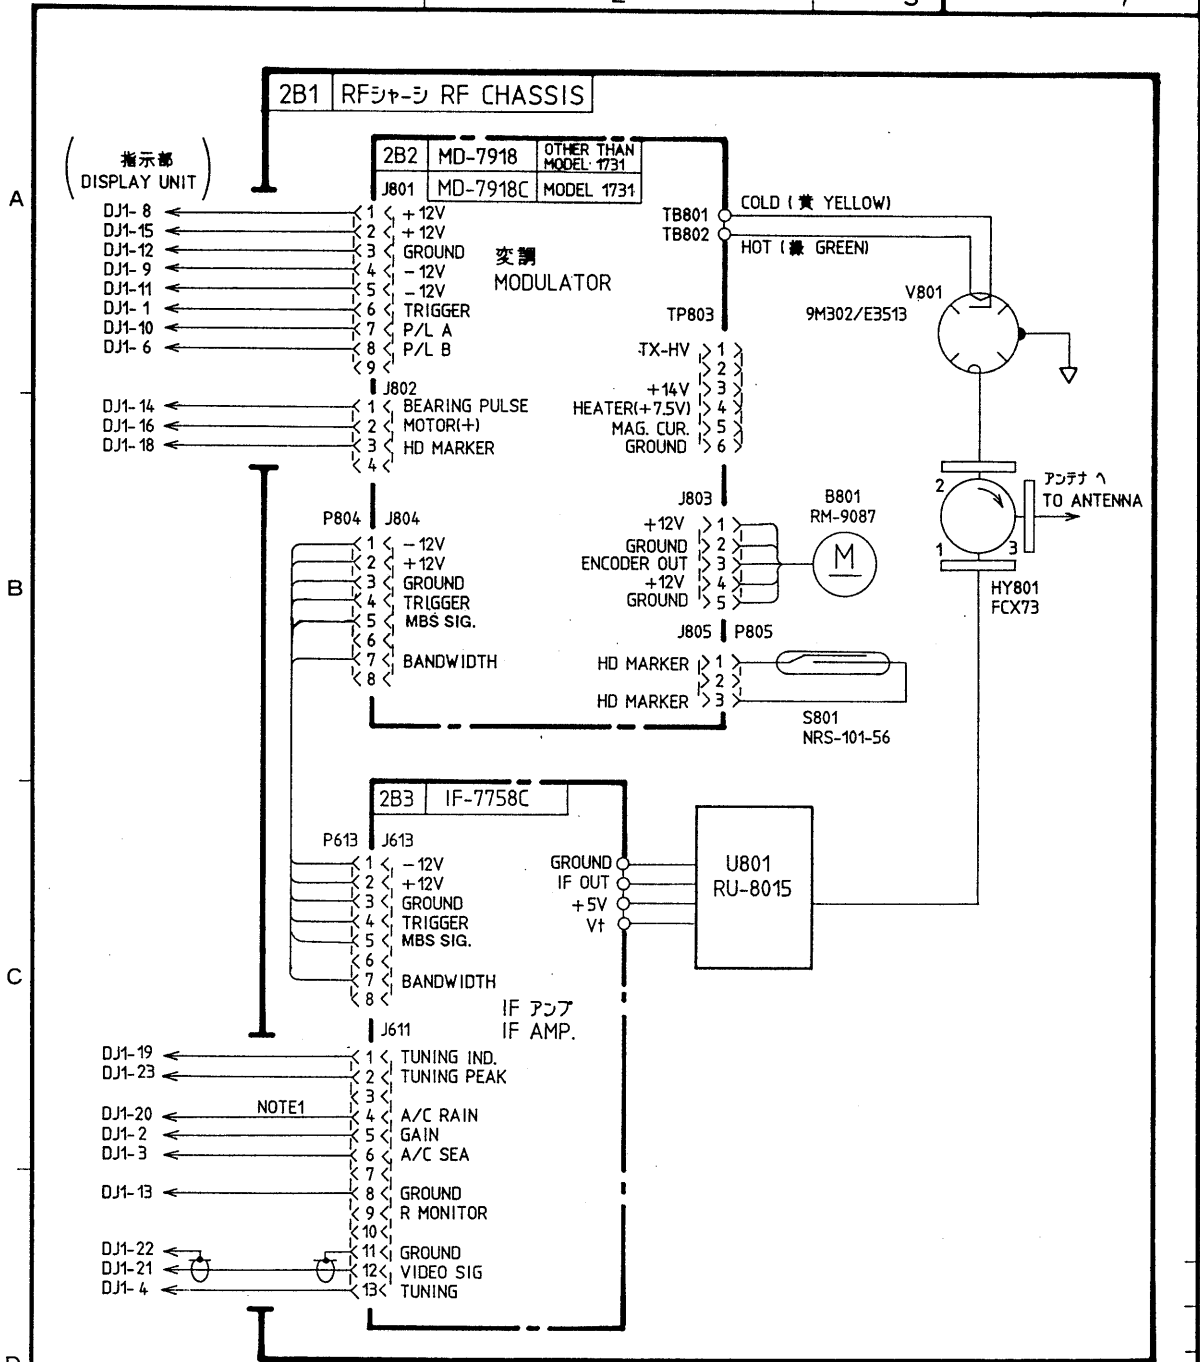 2B1 RFシャーシ RF CHASSIS
指示部
DISPLAY UNIT
2B2 MD-7918 OTHER THAN MODEL 1731
J801 MD-7918C MODEL 1731
DJ1-8 1 +12V
DJ1-15 2 +12V
DJ1-12 3 GROUND
DJ1-9 4 -12V
DJ1-11 5 -12V
DJ1-1 6 TRIGGER
DJ1-10 7 P/L A
DJ1-6 8 P/L B
9
変調
MODULATOR
TB801 COLD (黄 YELLOW)
TB802 HOT (緑 GREEN)
V801
9M302/E3513
TP803
TX-HV 1
2
+14V 3
HEATER(+7.5V) 4
MAG. CUR. 5
GROUND 6
J802
DJ1-14 1 BEARING PULSE
DJ1-16 2 MOTOR(+)
DJ1-18 3 HD MARKER
4
2
1
3
アンテナ へ
TO ANTENNA
HY801
FCX73
P804 J804
1 -12V
2 +12V
3 GROUND
4 TRIGGER
5 MBS SIG.
6
7 BANDWIDTH
8
J803
+12V 1
GROUND 2
ENCODER OUT 3
+12V 4
GROUND 5
B801
RM-9087
M
J805 P805
HD MARKER 1
2
HD MARKER 3
S801
NRS-101-56
2B3 IF-7758C
P613 J613
1 -12V
2 +12V
3 GROUND
4 TRIGGER
5 MBS SIG.
6
7 BANDWIDTH
8
GROUND
IF OUT
+5V
Vt
U801
RU-8015
IF アンプ
IF AMP.
J611
DJ1-19 1 TUNING IND.
DJ1-23 2 TUNING PEAK
3
DJ1-20 NOTE1 4 A/C RAIN
DJ1-2 5 GAIN
DJ1-3 6 A/C SEA
7
DJ1-13 8 GROUND
9 R MONITOR
10
DJ1-22 11 GROUND
DJ1-21 12 VIDEO SIG
DJ1-4 13 TUNING
A
B
C